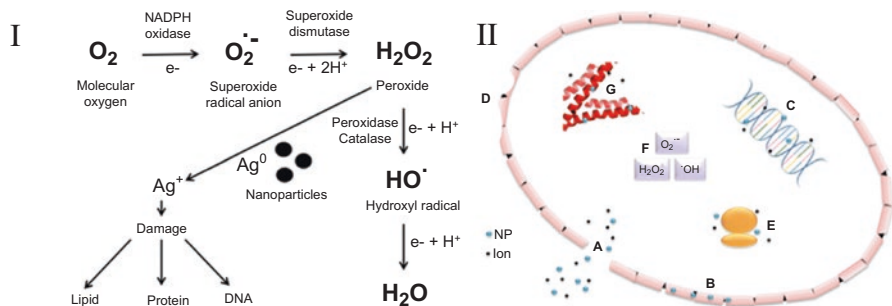 I
NADPH
oxidase
Superoxide
dismutase
O₂
O₂˙⁻
H₂O₂
e-
e- + 2H⁺
Molecular
oxygen
Superoxide
radical anion
Peroxide
Peroxidase
Catalase
e- + H⁺
Ag⁰
Nanoparticles
Ag⁺
HO˙
Hydroxyl radical
Damage
e- + H⁺
Lipid
Protein
DNA
H₂O
II
D
G
C
F
O₂˙⁻
H₂O₂
˙OH
E
NP
Ion
A
B